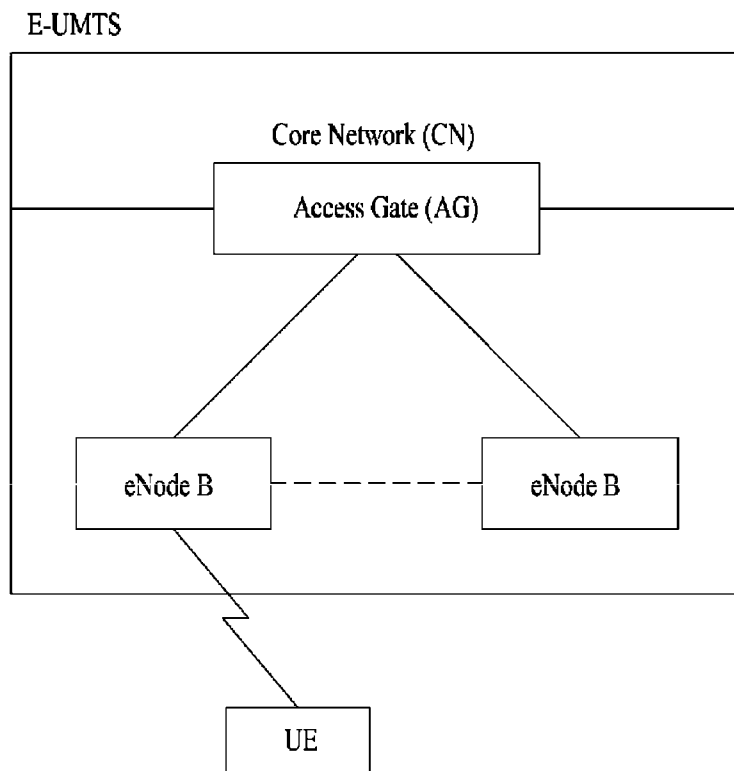 E-UMTS
Core Network (CN)
Access Gate (AG)
eNode B
eNode B
UE